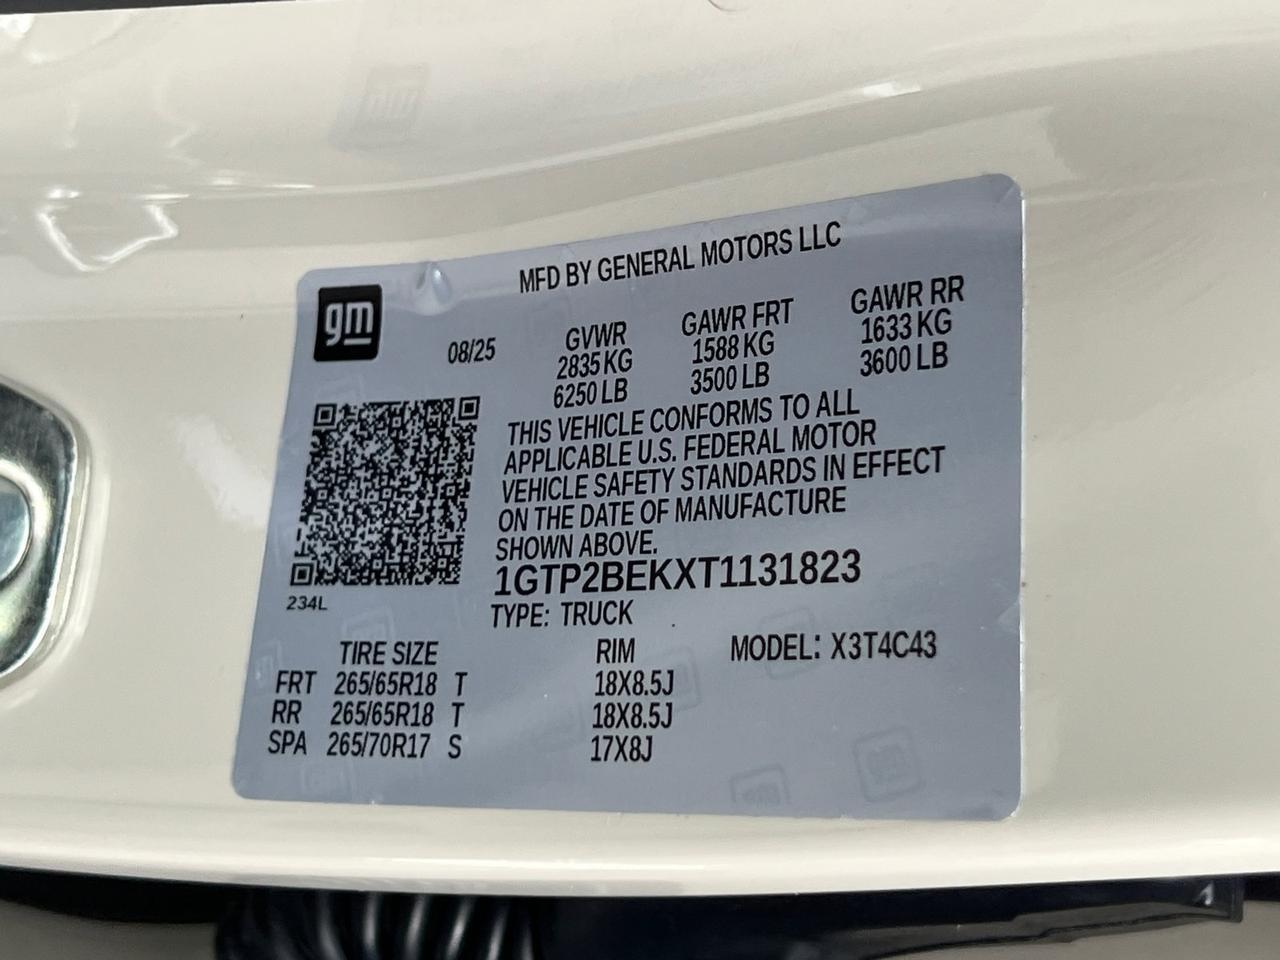 MFD BY GENERAL MOTORS LLC
gm
08/25
GVWR GAWR FRT GAWR RR
2835 KG 1588 KG 1633 KG
6250 LB 3500 LB 3600 LB
THIS VEHICLE CONFORMS TO ALL
APPLICABLE U.S. FEDERAL MOTOR
VEHICLE SAFETY STANDARDS IN EFFECT
ON THE DATE OF MANUFACTURE
SHOWN ABOVE.
1GTP2BEKXT1131823
234L
TYPE: TRUCK
TIRE SIZE RIM MODEL: X3T4C43
FRT 265/65R18 T 18X8.5J
RR 265/65R18 T 18X8.5J
SPA 265/70R17 S 17X8J